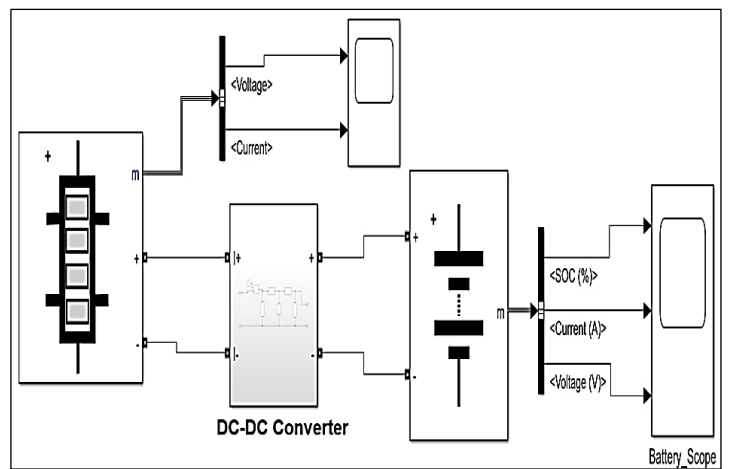 <Voltage>
<Current>
+
m
+
-
|+
|-
+
-
DC-DC Converter
+
+
-
m
<SOC (%)>
<Current (A)>
<Voltage (V)>
Battery_Scope